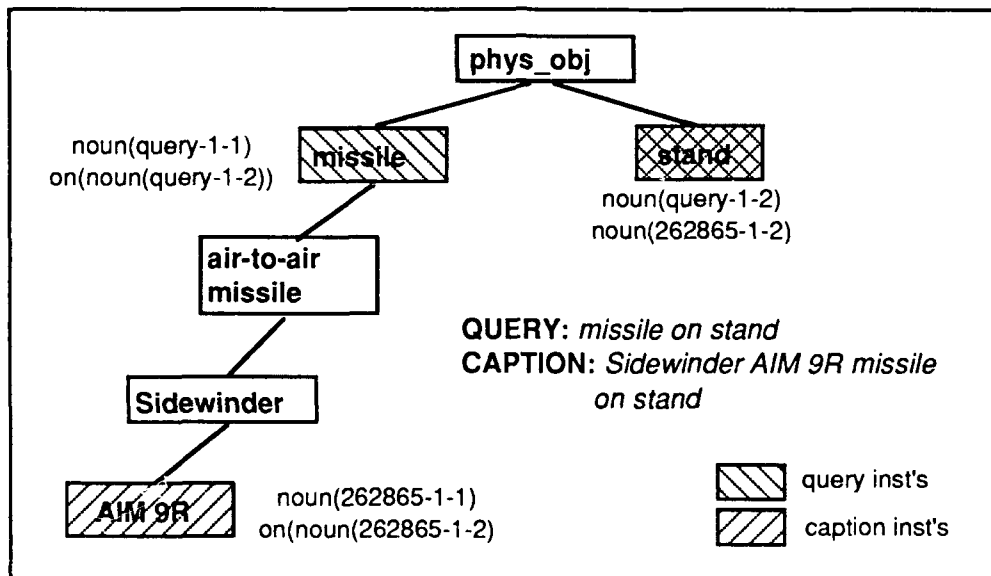 phys_obj
noun(query-1-1)
on(noun(query-1-2))
missile
stand
noun(query-1-2)
noun(262865-1-2)
air-to-air
missile
QUERY: missile on stand
CAPTION: Sidewinder AIM 9R missile
on stand
Sidewinder
AIM 9R
noun(262865-1-1)
on(noun(262865-1-2)
query inst's
caption inst's